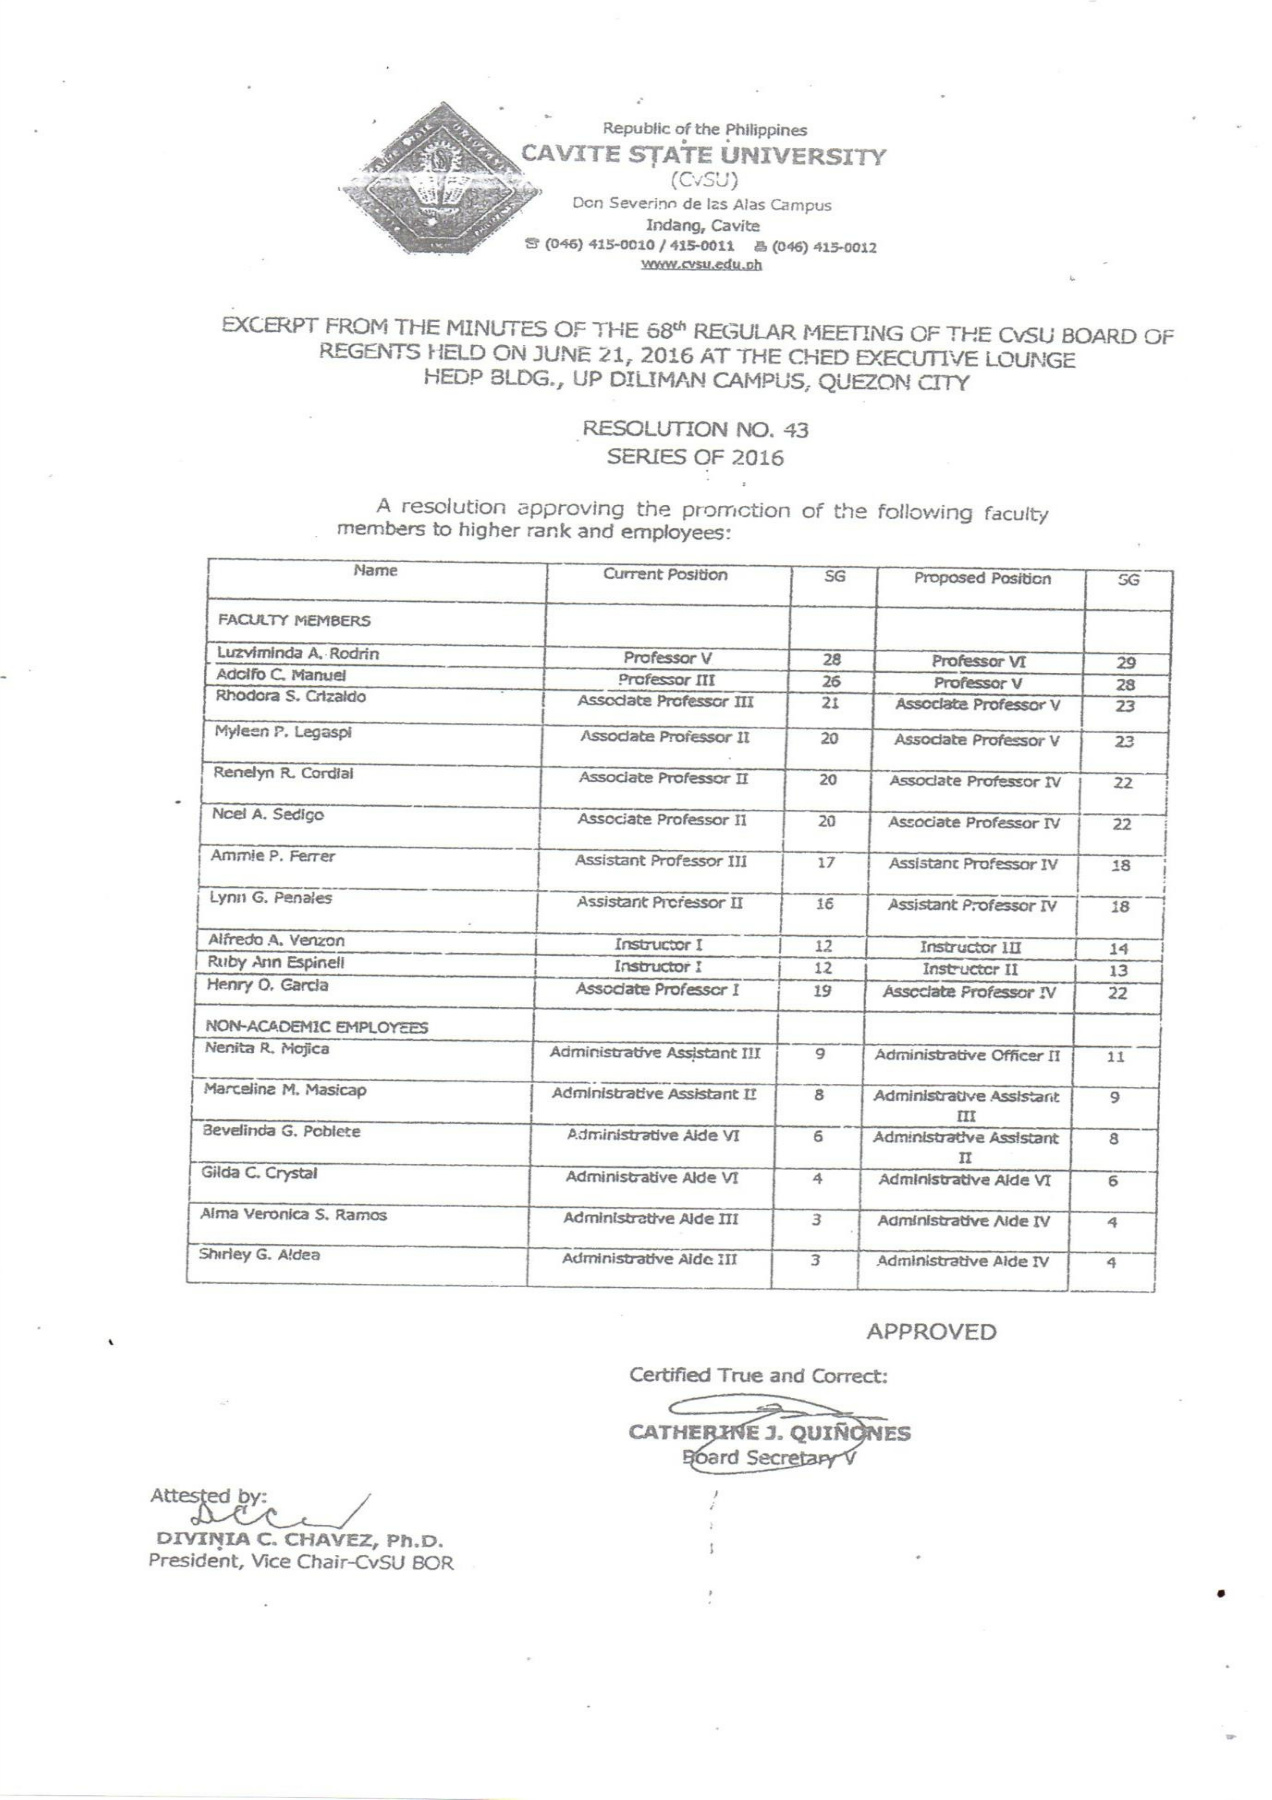 Republic of the Philippines
CAVITE STATE UNIVERSITY
(CvSU)
Don Severino de las Alas Campus
Indang, Cavite
☎ (046) 415-0010 / 415-0011 (046) 415-0012
www.cvsu.edu.ph
EXCERPT FROM THE MINUTES OF THE 68th REGULAR MEETING OF THE CvSU BOARD OF
REGENTS HELD ON JUNE 21, 2016 AT THE CHED EXECUTIVE LOUNGE
HEDP BLDG., UP DILIMAN CAMPUS, QUEZON CITY
RESOLUTION NO. 43
SERIES OF 2016
A resolution approving the promotion of the following faculty
members to higher rank and employees:
Name Current Position SG Proposed Position SG
FACULTY MEMBERS
Luzviminda A. Rodrin Professor V 28 Professor VI 29
Adolfo C. Manuel Professor III 26 Professor V 28
Rhodora S. Crizaldo Associate Professor III 21 Associate Professor V 23
Myleen P. Legaspi Associate Professor II 20 Associate Professor V 23
Renelyn R. Cordial Associate Professor II 20 Associate Professor IV 22
Noel A. Sedigo Associate Professor II 20 Associate Professor IV 22
Ammie P. Ferrer Assistant Professor III 17 Assistant Professor IV 18
Lynn G. Penales Assistant Professor II 16 Assistant Professor IV 18
Alfredo A. Venzon Instructor I 12 Instructor III 14
Ruby Ann Espineli Instructor I 12 Instructor II 13
Henry O. Garcia Associate Professor I 19 Associate Professor IV 22
NON-ACADEMIC EMPLOYEES
Nenita R. Mojica Administrative Assistant III 9 Administrative Officer II 11
Marcelina M. Masicap Administrative Assistant II 8 Administrative Assistant
III 9
Bevelinda G. Poblete Administrative Aide VI 6 Administrative Assistant
II 8
Gilda C. Crystal Administrative Aide VI 4 Administrative Aide VI 6
Alma Veronica S. Ramos Administrative Aide III 3 Administrative Aide IV 4
Shirley G. Aldea Administrative Aide III 3 Administrative Aide IV 4
APPROVED
Certified True and Correct:
CATHERINE J. QUIÑONES
Board Secretary V
Attested by:
DIVINIA C. CHAVEZ, Ph.D.
President, Vice Chair-CvSU BOR